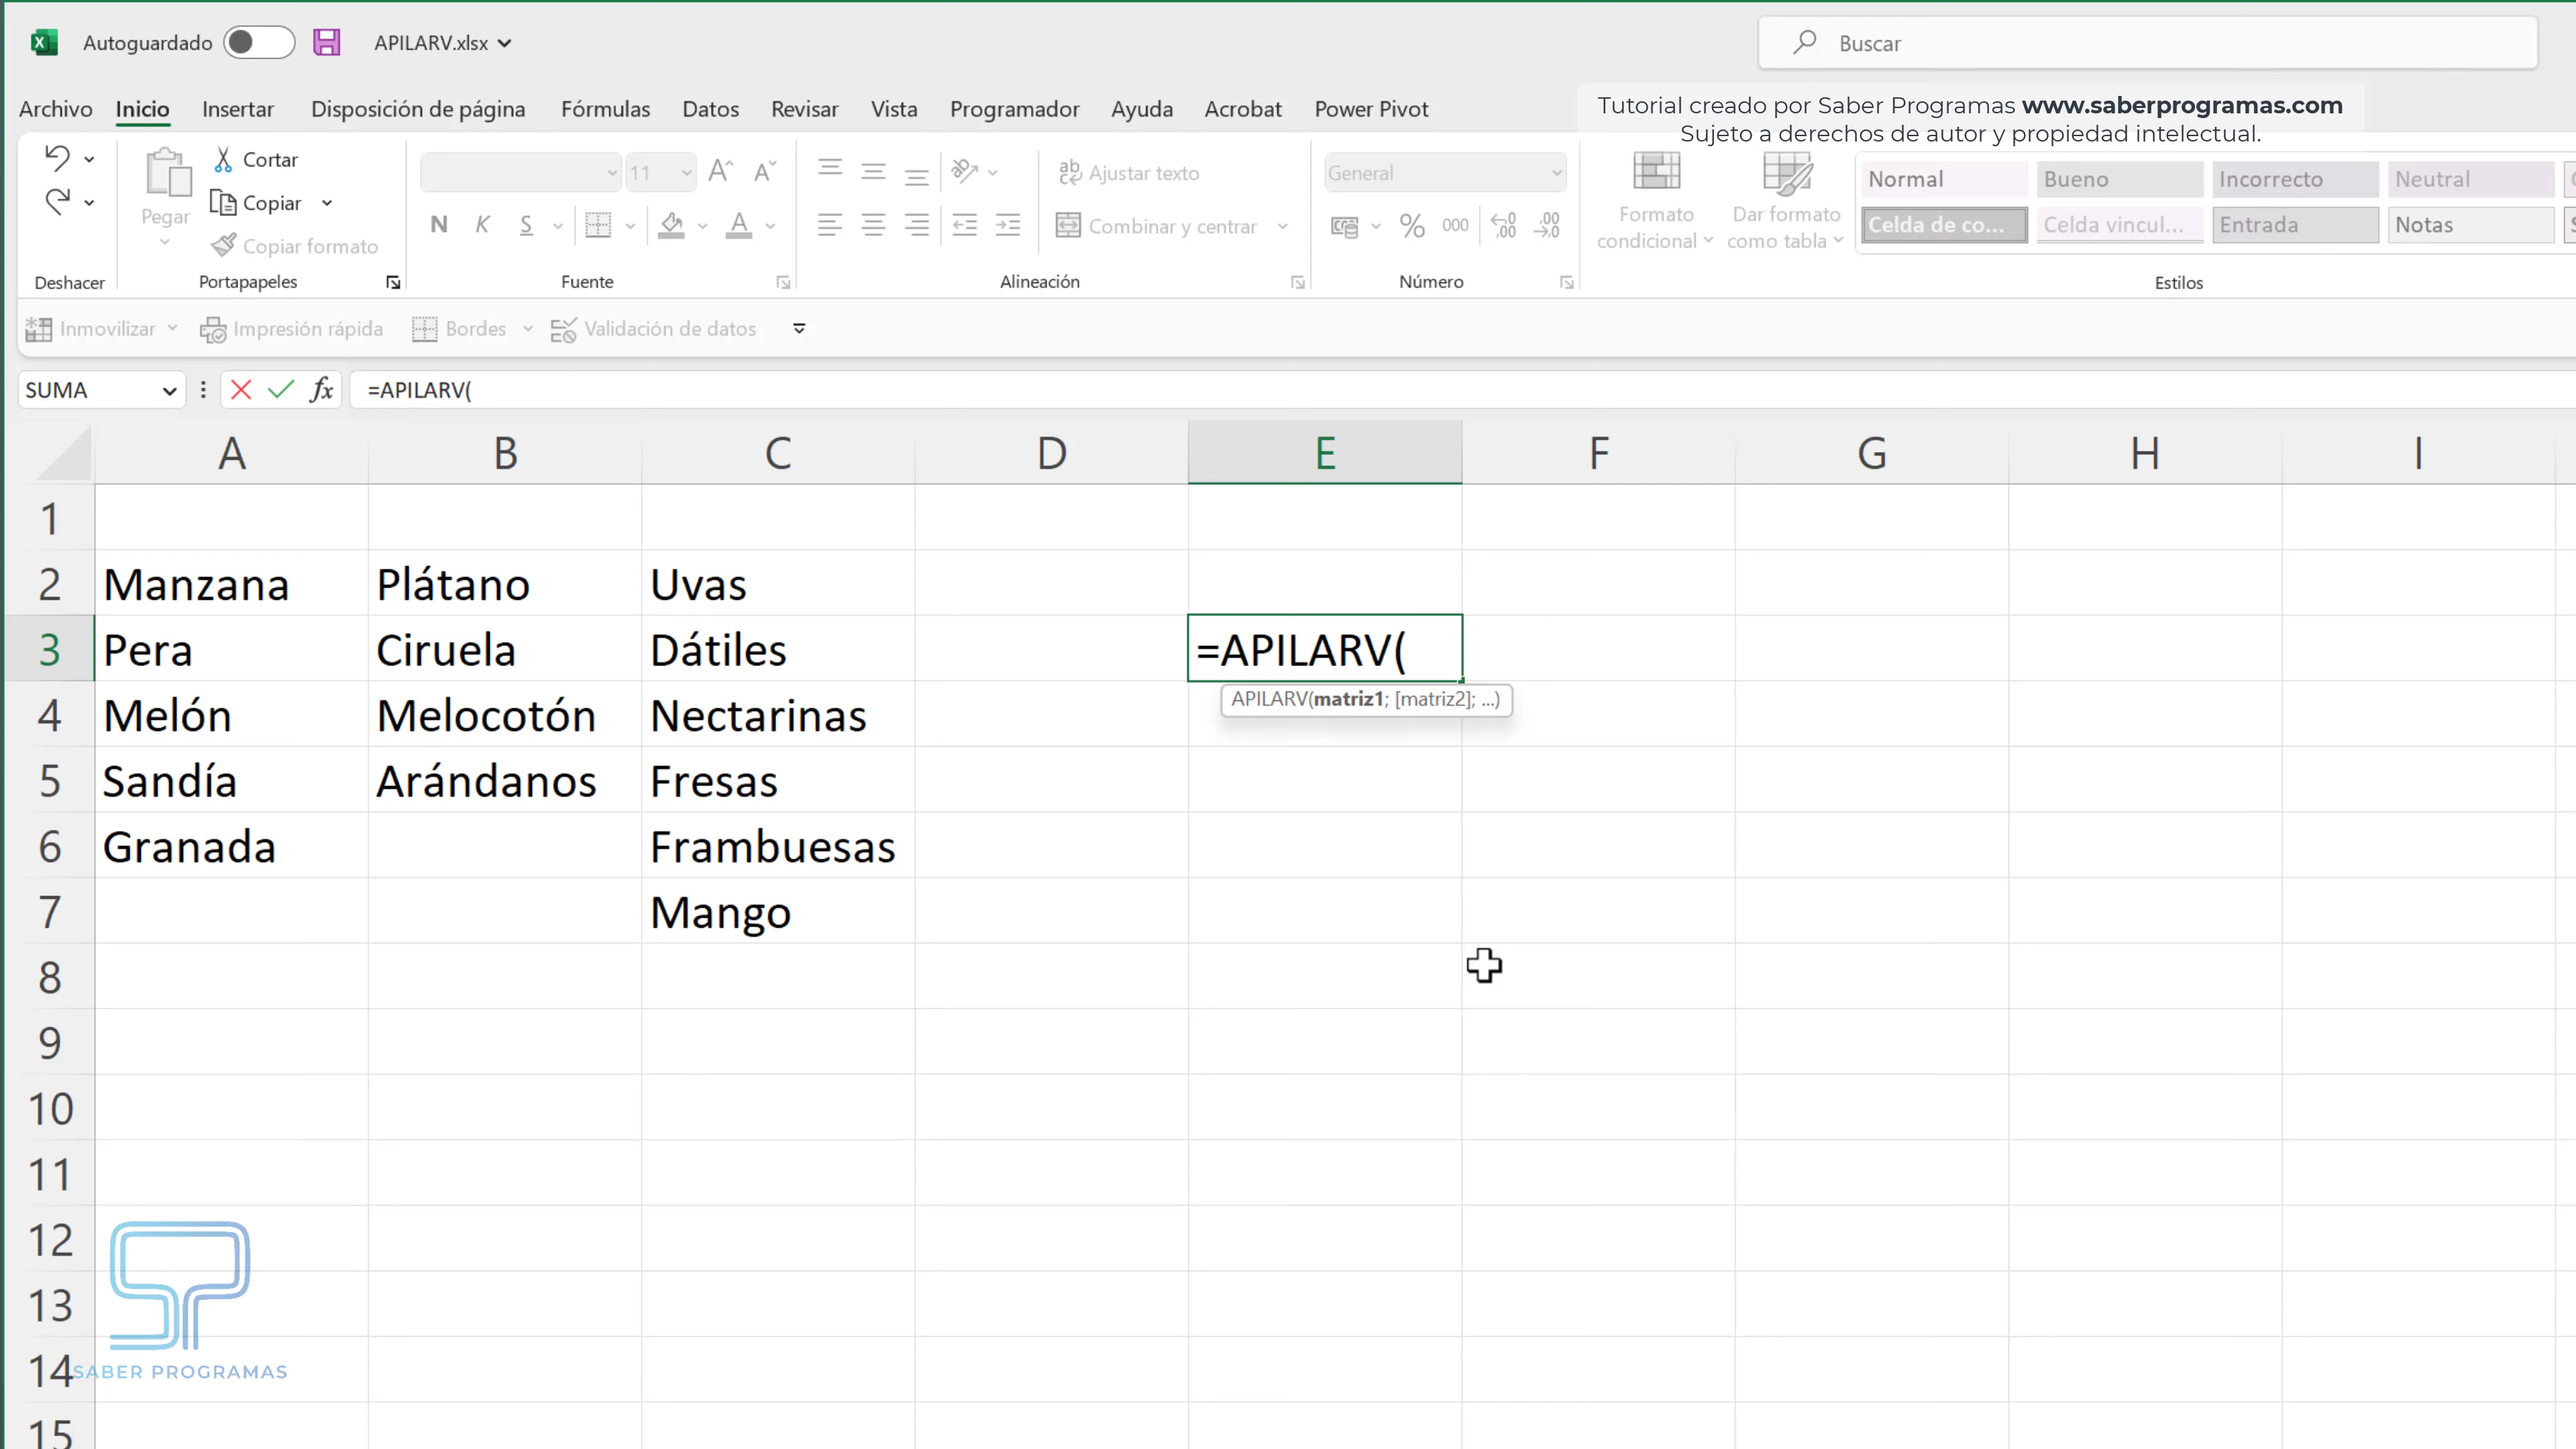 Autoguardado APILARV.xlsx Buscar
Archivo Inicio Insertar Disposición de página Fórmulas Datos Revisar Vista Programador Ayuda Acrobat Power Pivot
Tutorial creado por Saber Programas www.saberprogramas.com
Sujeto a derechos de autor y propiedad intelectual.
Pegar
Cortar
Copiar
Copiar formato
11
N K S
Ajustar texto
Combinar y centrar
General
% 000
Formato condicional
Dar formato como tabla
Normal Bueno Incorrecto Neutral
Celda de co... Celda vincul... Entrada Notas
Deshacer Portapapeles Fuente Alineación Número Estilos
Inmovilizar Impresión rápida Bordes Validación de datos
SUMA fx =APILARV(
A B C D E F G H I
1
2 Manzana Plátano Uvas
3 Pera Ciruela Dátiles =APILARV(
APILARV(matriz1; [matriz2]; ...)
4 Melón Melocotón Nectarinas
5 Sandía Arándanos Fresas
6 Granada Frambuesas
7 Mango
8
9
10
11
12
13
14
SABER PROGRAMAS
15